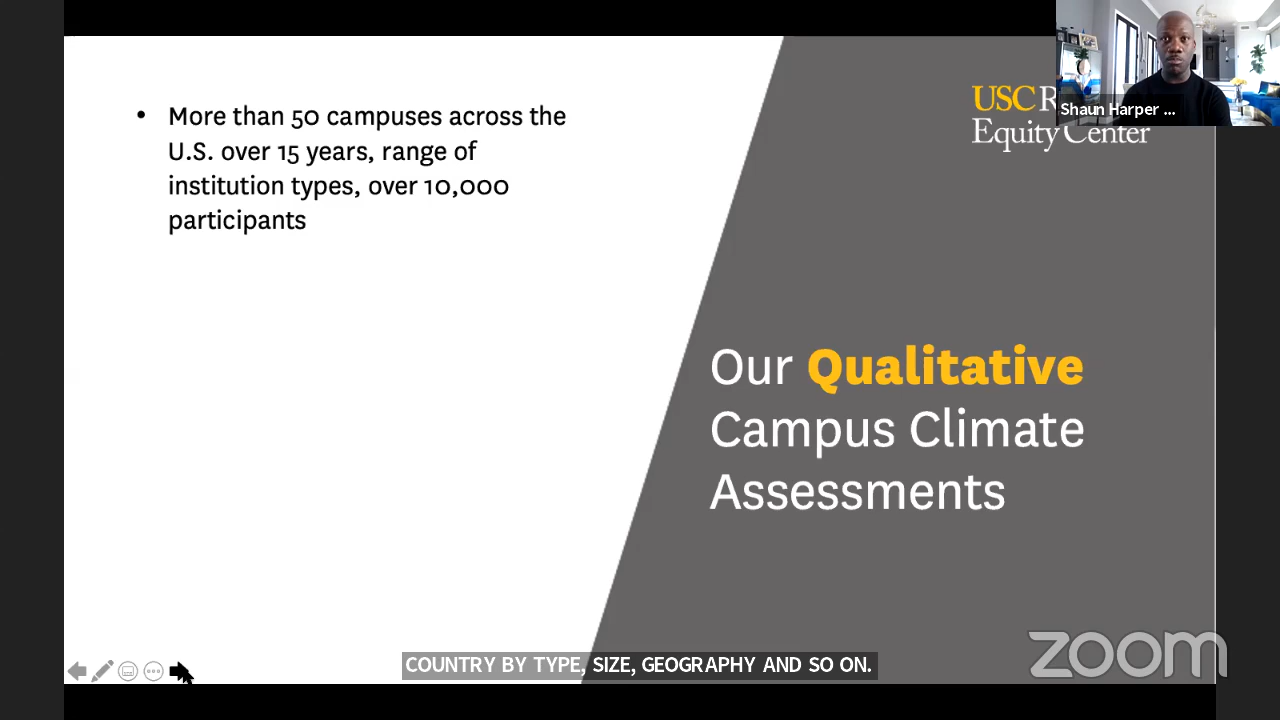 • More than 50 campuses across the
U.S. over 15 years, range of
institution types, over 10,000
participants
USC R
Equity Center
Shaun Harper ...
Our Qualitative
Campus Climate
Assessments
COUNTRY BY TYPE, SIZE, GEOGRAPHY AND SO ON.
zoom